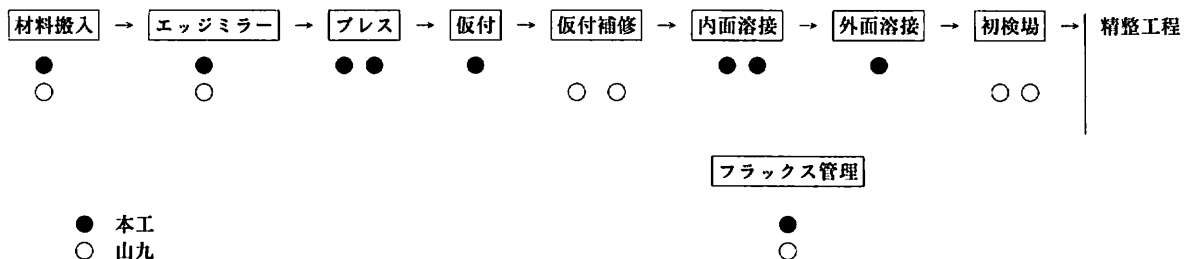 材料搬入 → エッジミラー → プレス → 仮付 → 仮付補修 → 内面溶接 → 外面溶接 → 初検場 → 精整工程
● ● ●● ● ●● ●
○ ○ ○○ ○○
フラックス管理
● 本工 ●
○ 山九 ○